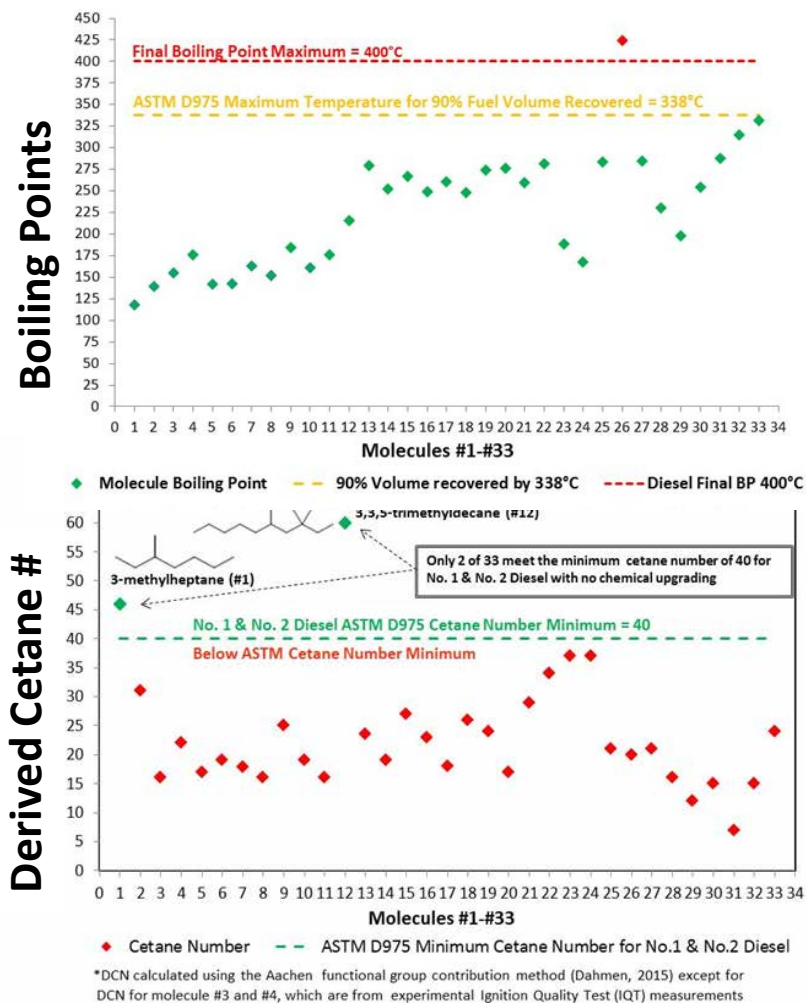 Boiling Points
450
425
400
375
350
325
300
275
250
225
200
175
150
125
100
75
50
25
0
Final Boiling Point Maximum = 400°C
ASTM D975 Maximum Temperature for 90% Fuel Volume Recovered = 338°C
0 1 2 3 4 5 6 7 8 9 10 11 12 13 14 15 16 17 18 19 20 21 22 23 24 25 26 27 28 29 30 31 32 33 34
Molecules #1-#33
Molecule Boiling Point 90% Volume recovered by 338°C Diesel Final BP 400°C
Derived Cetane #
60
55
50
45
40
35
30
25
20
15
10
5
0
3,3,5-trimethyldecane (#12)
3-methylheptane (#1)
Only 2 of 33 meet the minimum cetane number of 40 for
No. 1 & No. 2 Diesel with no chemical upgrading
No. 1 & No. 2 Diesel ASTM D975 Cetane Number Minimum = 40
Below ASTM Cetane Number Minimum
0 1 2 3 4 5 6 7 8 9 10 11 12 13 14 15 16 17 18 19 20 21 22 23 24 25 26 27 28 29 30 31 32 33 34
Molecules #1-#33
Cetane Number ASTM D975 Minimum Cetane Number for No.1 & No.2 Diesel
*DCN calculated using the Aachen functional group contribution method (Dahmen, 2015) except for
DCN for molecule #3 and #4, which are from experimental Ignition Quality Test (IQT) measurements